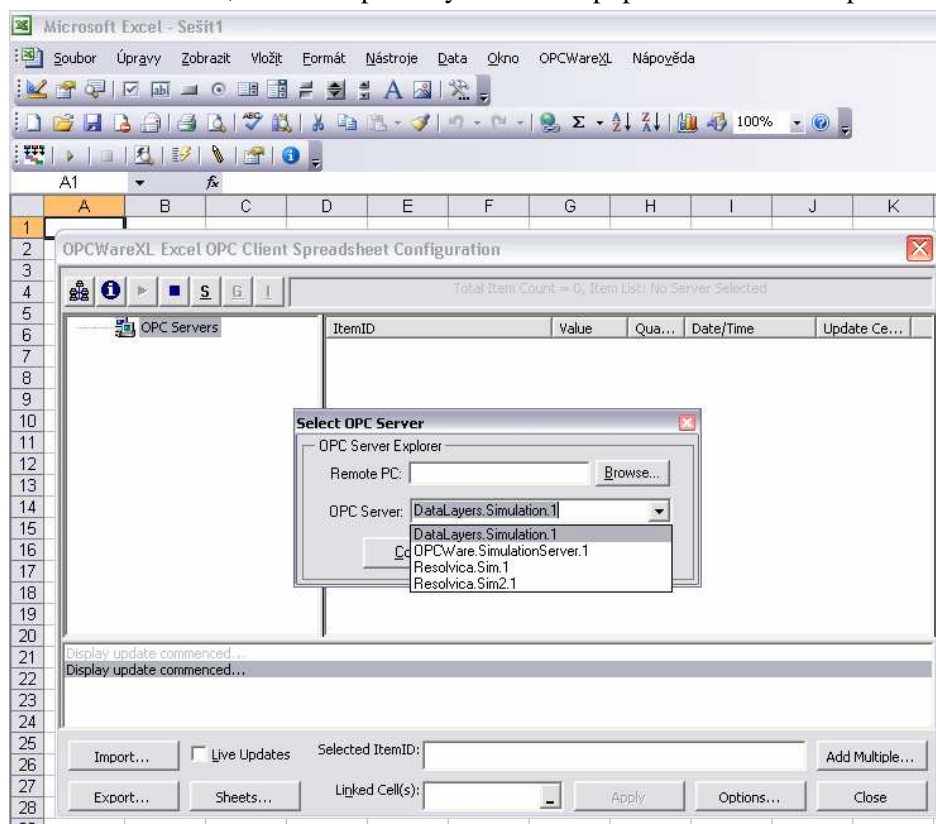 Microsoft Excel - Sešit1
Soubor Úpravy Zobrazit Vložit Formát Nástroje Data Okno OPCWareXL Nápověda
100%
A1 fx
A B C D E F G H I J K
1
2
OPCWareXL Excel OPC Client Spreadsheet Configuration
3
4
S G I
Total Item Count = 0, Item List: No Server Selected
5
6
OPC Servers
ItemID Value Qua... Date/Time Update Ce...
7
8
9
10
Select OPC Server
11
OPC Server Explorer
12
13
Remote PC: Browse...
14
OPC Server: DataLayers.Simulation.1
15
DataLayers.Simulation.1
16
OPCWare.SimulationServer.1
17
Resolvica.Sim.1
18
Resolvica.Sim2.1
19
20
21
Display update commenced...
22
Display update commenced...
23
24
25
26
Import... Live Updates Selected ItemID: Add Multiple...
27
28
Export... Sheets... Linked Cell(s): Apply Options... Close